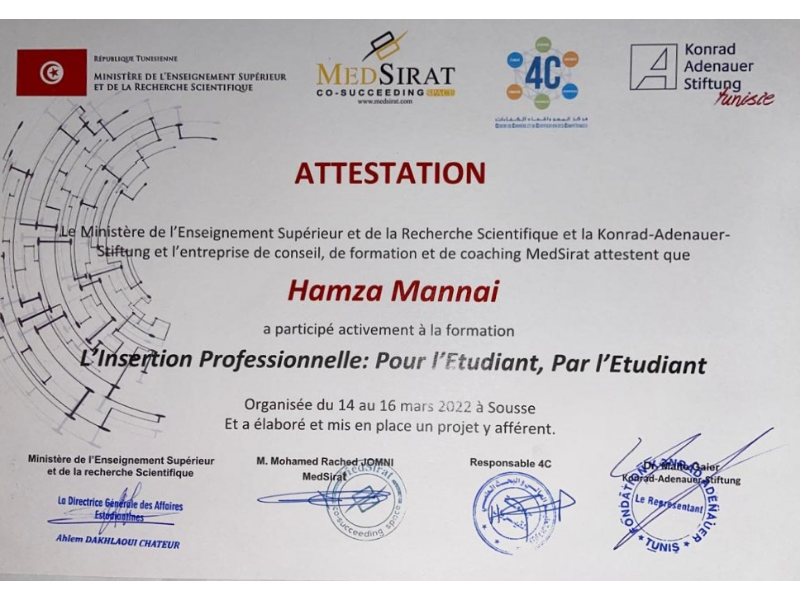 RÉPUBLIQUE TUNISIENNE
MINISTÈRE DE L'ENSEIGNEMENT SUPÉRIEUR
ET DE LA RECHERCHE SCIENTIFIQUE
MEDSIRAT
CO-SUCCEEDING SPACE
www.medsirat.com
4C
Konrad
Adenauer
Stiftung
Tunisie
ATTESTATION
Le Ministère de l'Enseignement Supérieur et de la Recherche Scientifique et la Konrad-Adenauer-
Stiftung et l'entreprise de conseil, de formation et de coaching MedSirat attestent que
Hamza Mannai
a participé activement à la formation
L'Insertion Professionnelle: Pour l'Etudiant, Par l'Etudiant
Organisée du 14 au 16 mars 2022 à Sousse
Et a élaboré et mis en place un projet y afférent.
Ministère de l'Enseignement Supérieur
et de la recherche Scientifique
La Directrice Générale des Affaires
Estudiantines
Ahlem DAKHLAOUI CHATEUR
M. Mohamed Rached JOMNI
MedSirat
MedSirat
co-succeeding space
Responsable 4C
Dr. Malte Gaier
Konrad-Adenauer-Stiftung
FONDATION KONRAD ADENAUER
Le Représentant
TUNIS